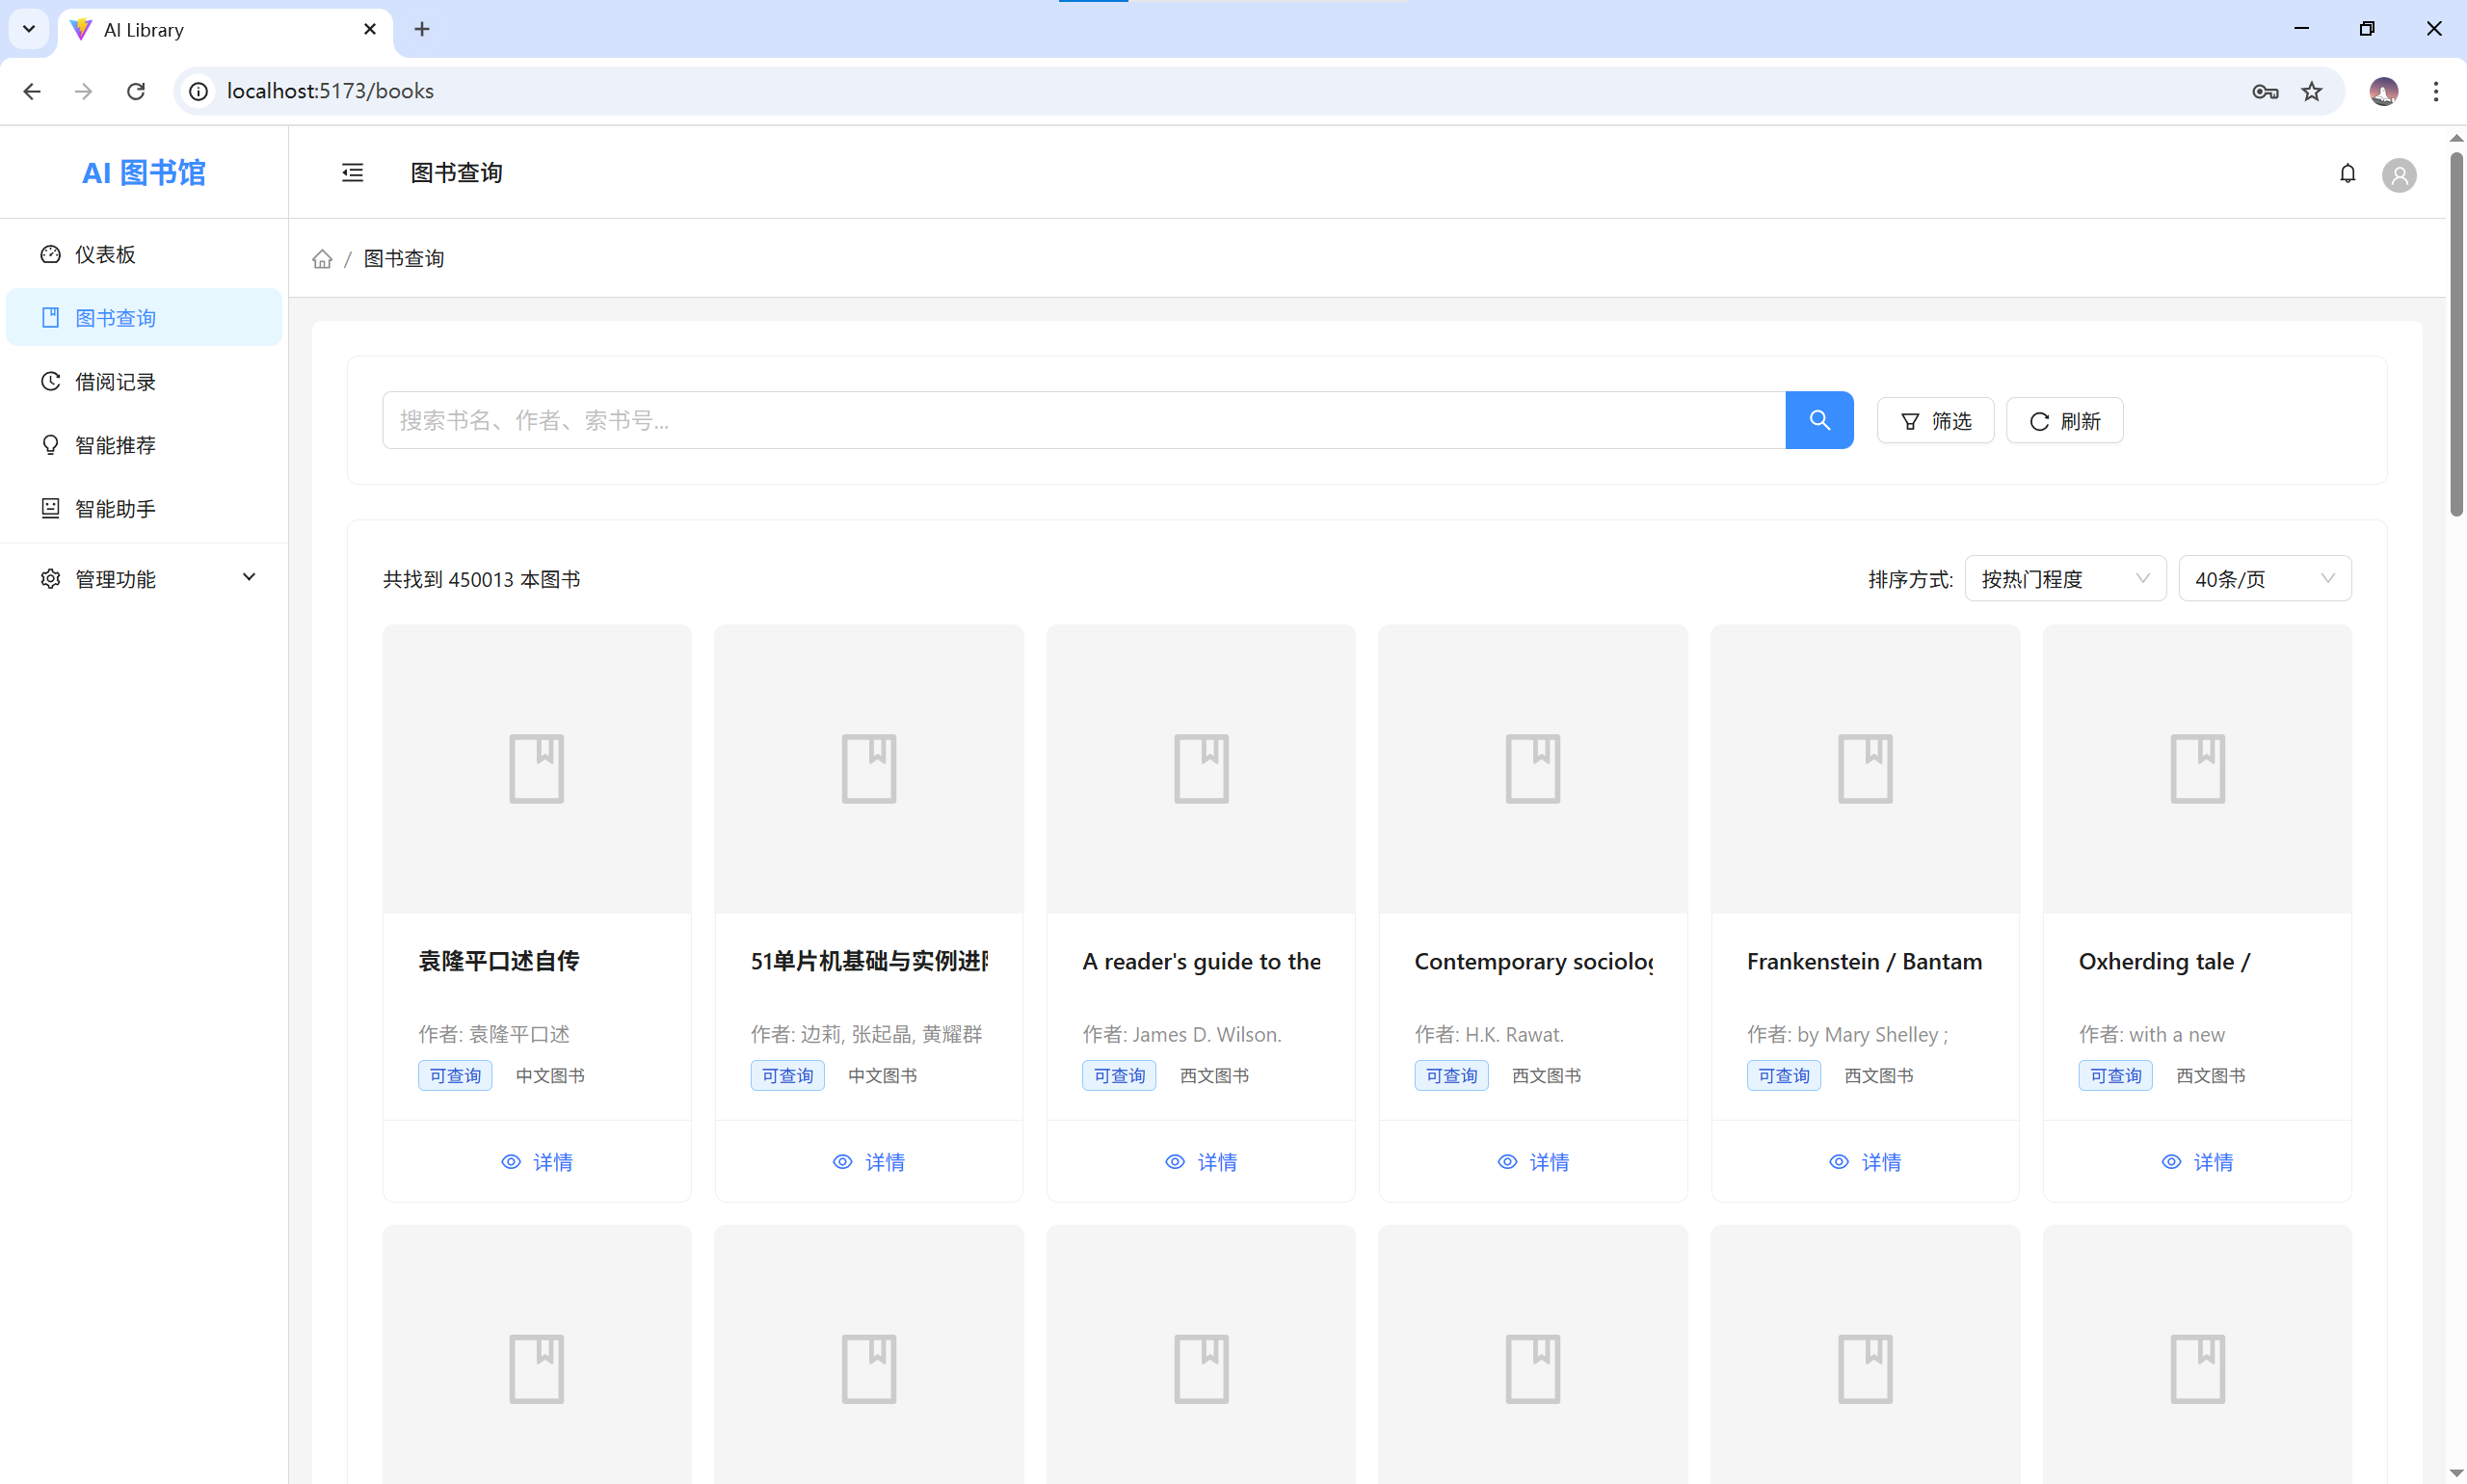 AI Library
localhost:5173/books
AI 图书馆
图书查询
仪表板
图书查询
借阅记录
智能推荐
智能助手
管理功能
/ 图书查询
搜索书名、作者、索书号...
筛选
刷新
共找到 450013 本图书
排序方式:
按热门程度
40条/页
袁隆平口述自传
作者: 袁隆平口述
可查询 中文图书
详情
51单片机基础与实例进
作者: 边莉, 张起晶, 黄耀群
可查询 中文图书
详情
A reader's guide to the
作者: James D. Wilson.
可查询 西文图书
详情
Contemporary sociolog
作者: H.K. Rawat.
可查询 西文图书
详情
Frankenstein / Bantam
作者: by Mary Shelley ;
可查询 西文图书
详情
Oxherding tale /
作者: with a new
可查询 西文图书
详情